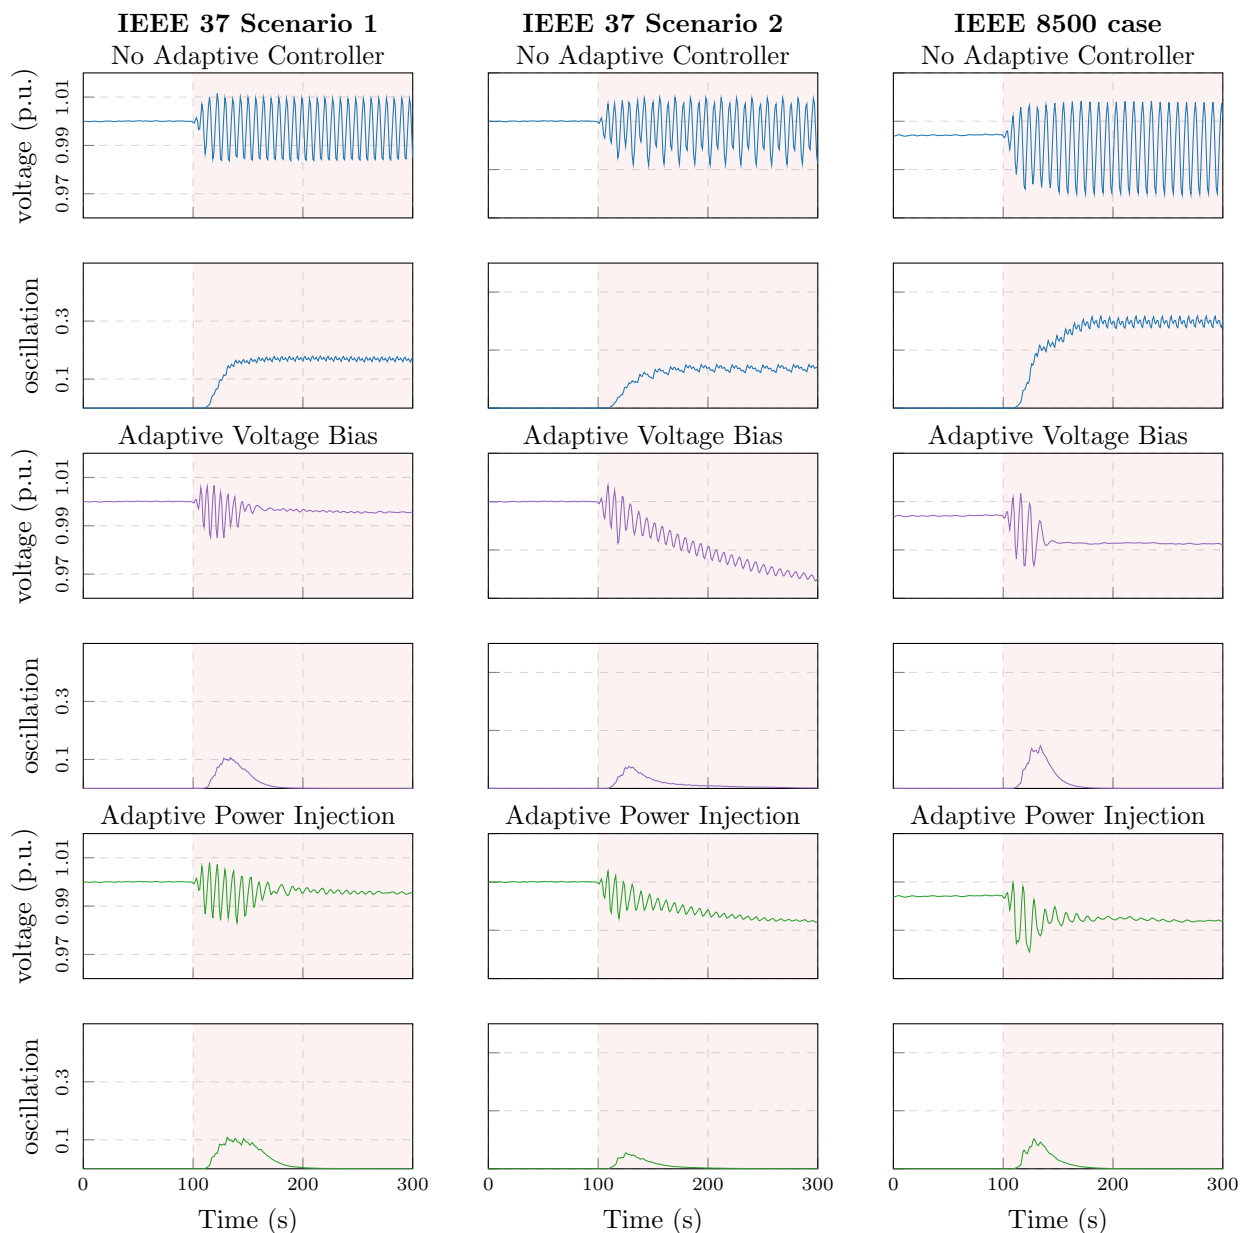 IEEE 37 Scenario 1 IEEE 37 Scenario 2 IEEE 8500 case
No Adaptive Controller No Adaptive Controller No Adaptive Controller
voltage (p.u.)
1.01
0.99
0.97
oscillation
0.3
0.1
Adaptive Voltage Bias Adaptive Voltage Bias Adaptive Voltage Bias
voltage (p.u.)
1.01
0.99
0.97
oscillation
0.3
0.1
Adaptive Power Injection Adaptive Power Injection Adaptive Power Injection
voltage (p.u.)
1.01
0.99
0.97
oscillation
0.3
0.1
0 100 200 300 0 100 200 300 0 100 200 300
Time (s) Time (s) Time (s)